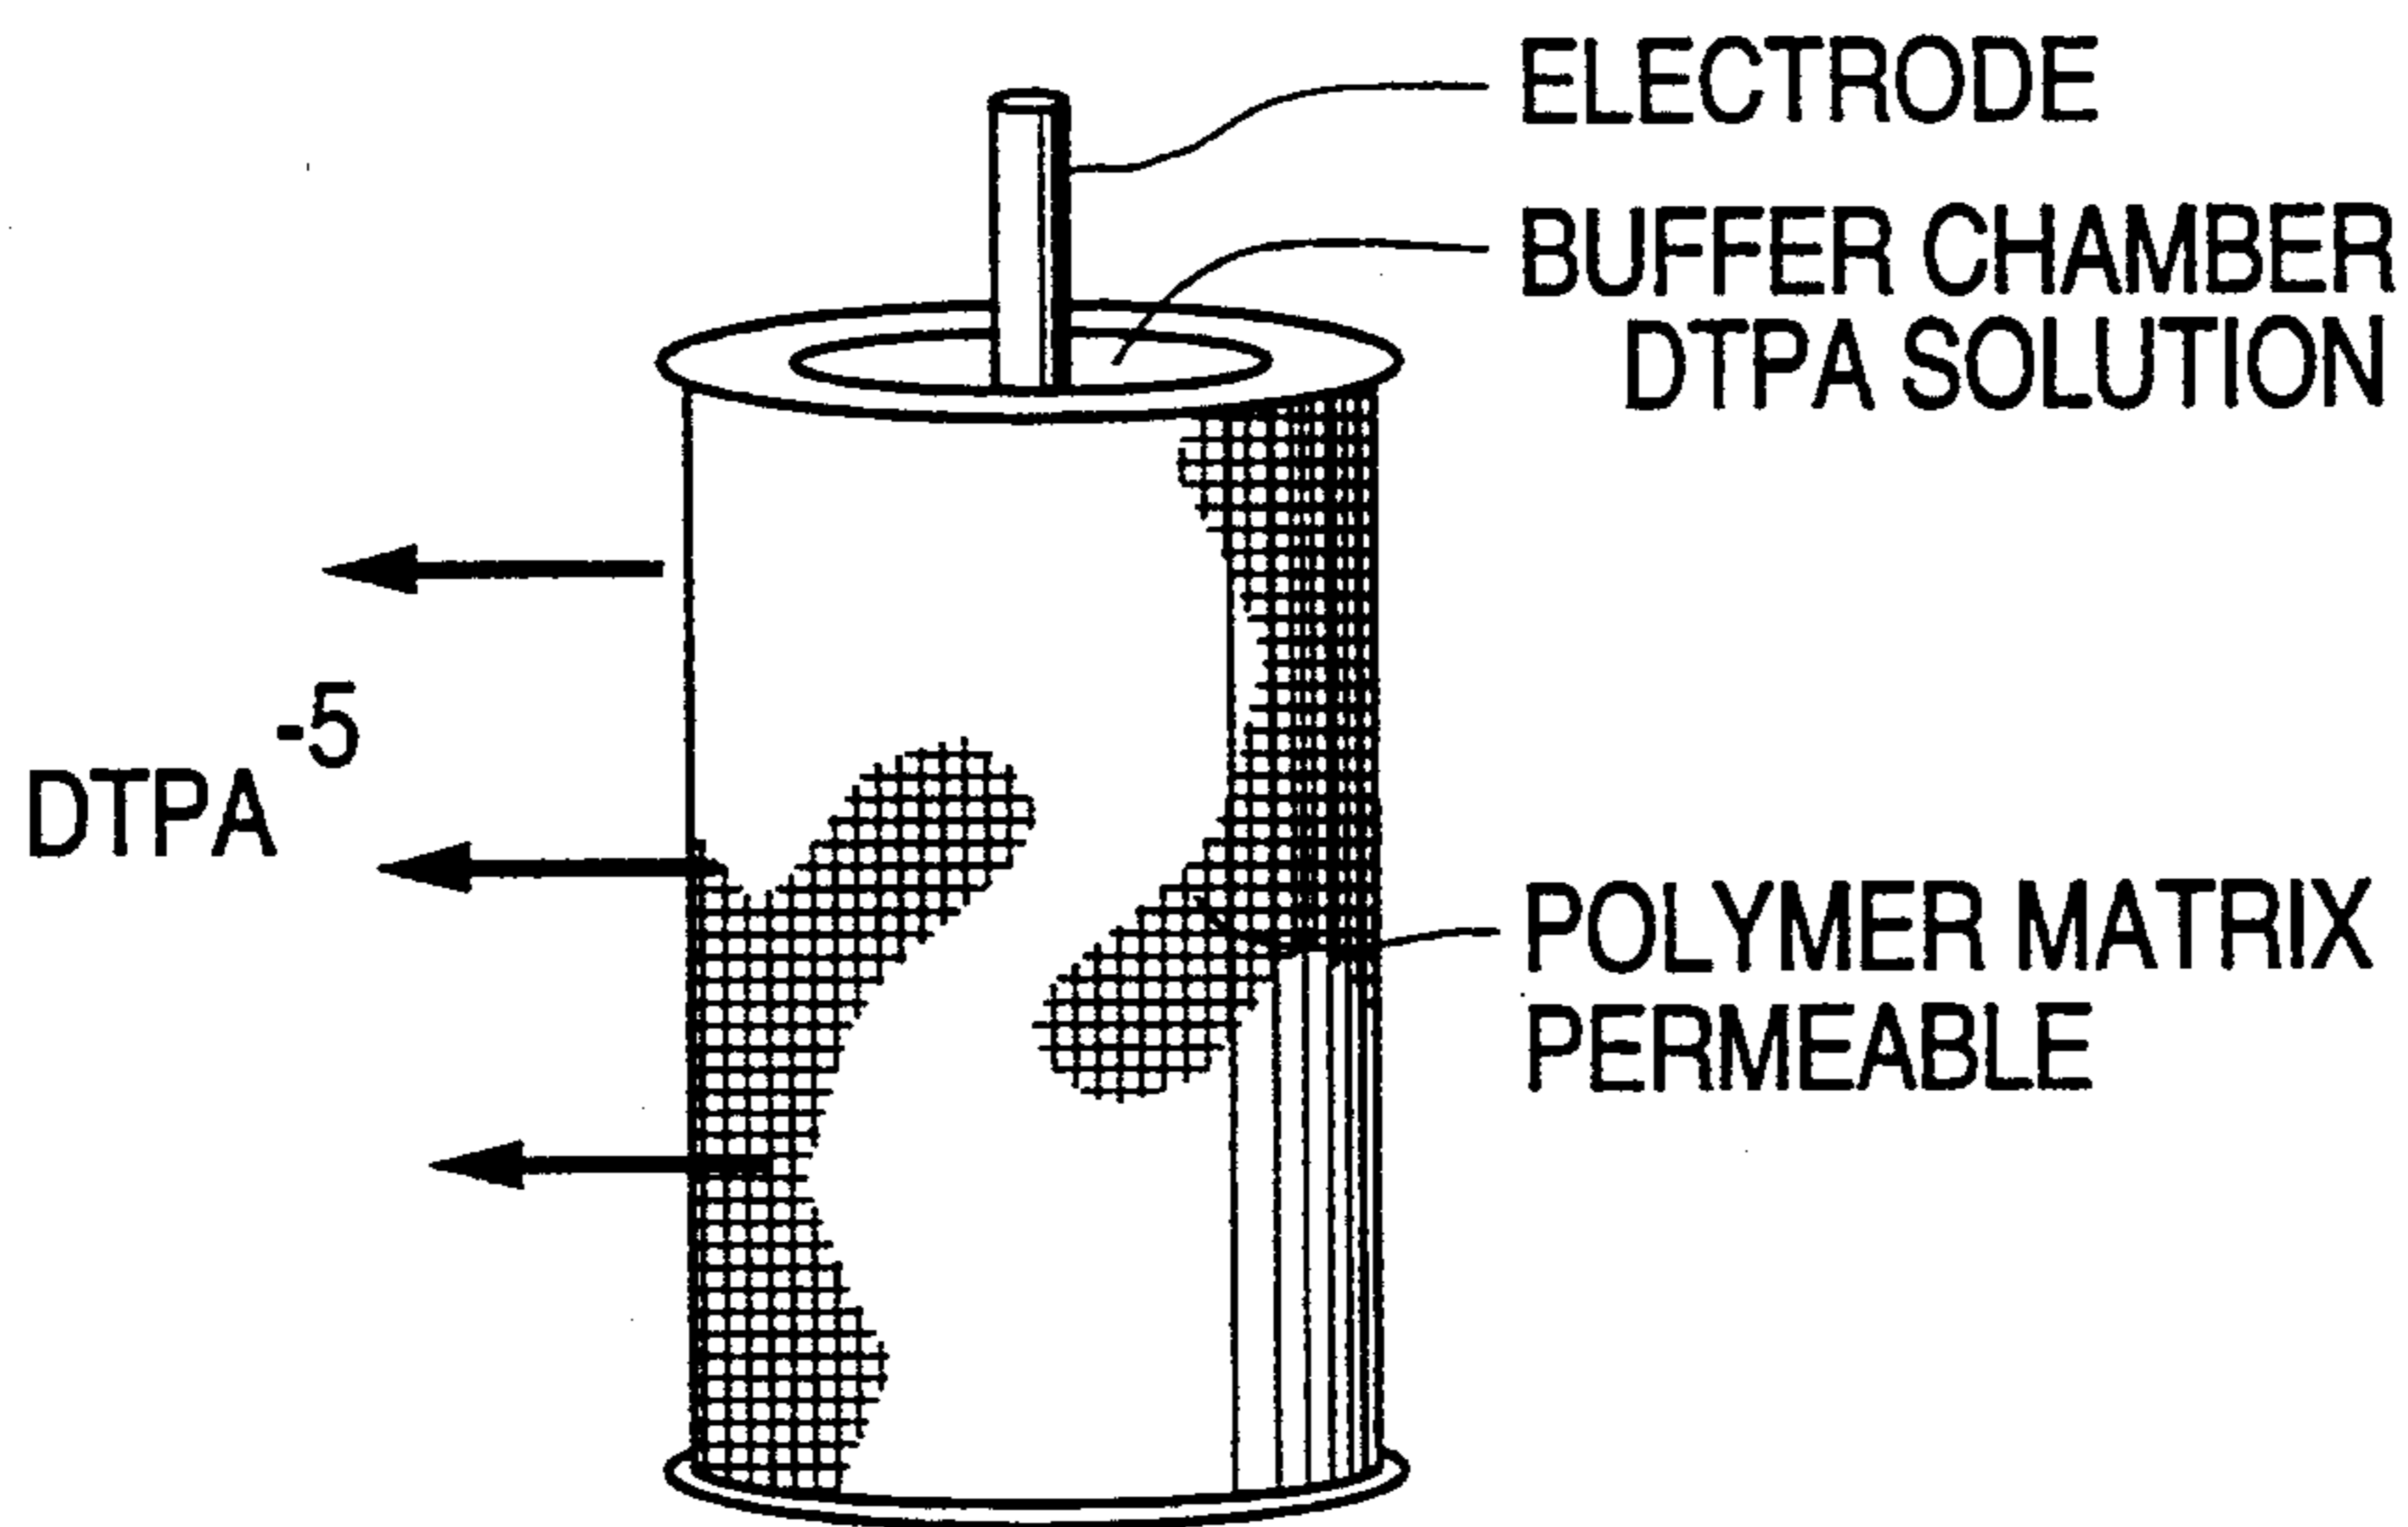 ELECTRODE
BUFFER CHAMBER
DTPA SOLUTION
DTPA-5
POLYMER MATRIX
PERMEABLE